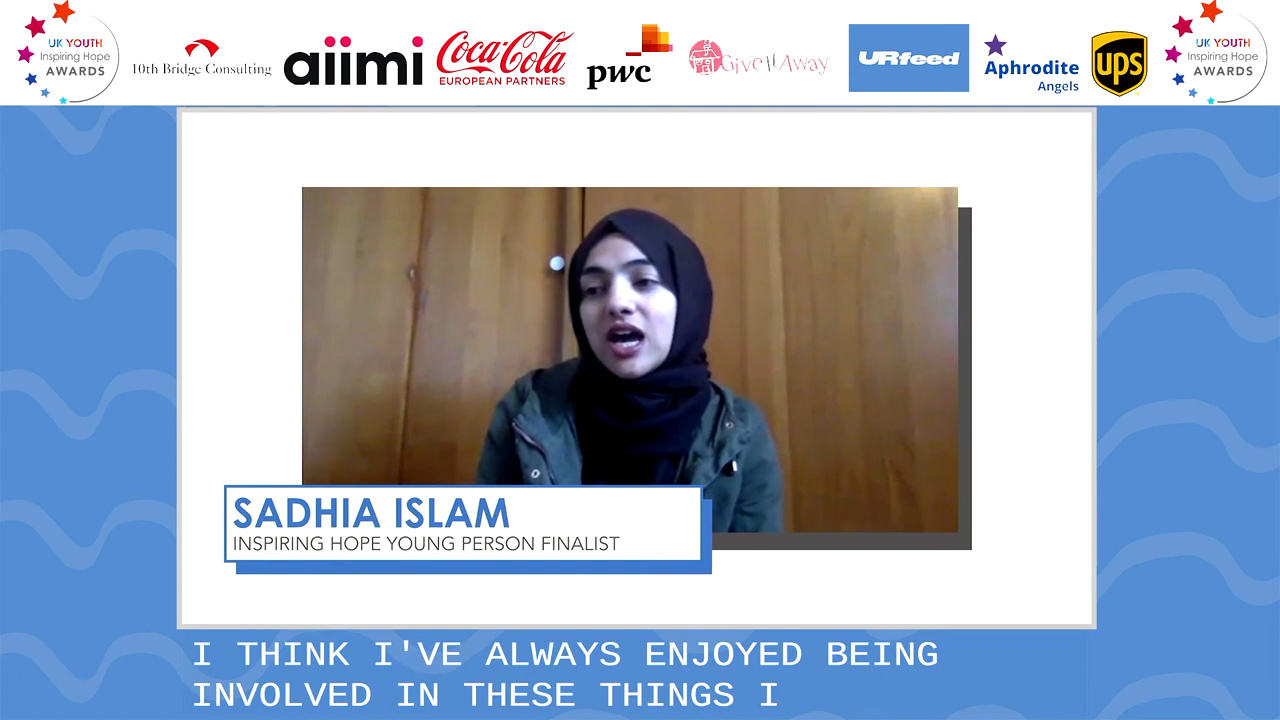 UK YOUTH
Inspiring Hope
AWARDS
10th Bridge Consulting
aiimi
Coca-Cola
EUROPEAN PARTNERS
pwc
Give It Away
URfeed
Aphrodite
Angels
ups
UK YOUTH
Inspiring Hope
AWARDS
SADHIA ISLAM
INSPIRING HOPE YOUNG PERSON FINALIST
I THINK I'VE ALWAYS ENJOYED BEING
INVOLVED IN THESE THINGS I